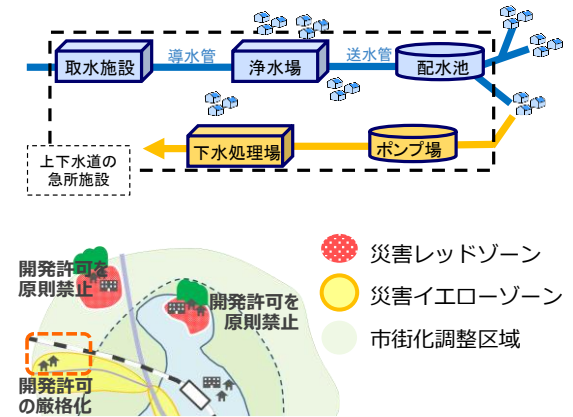 取水施設
導水管
浄水場
送水管
配水池
下水処理場
ポンプ場
上下水道の
急所施設
開発許可を
原則禁止
開発許可を
原則禁止
開発許可
の厳格化
災害レッドゾーン
災害イエローゾーン
市街化調整区域